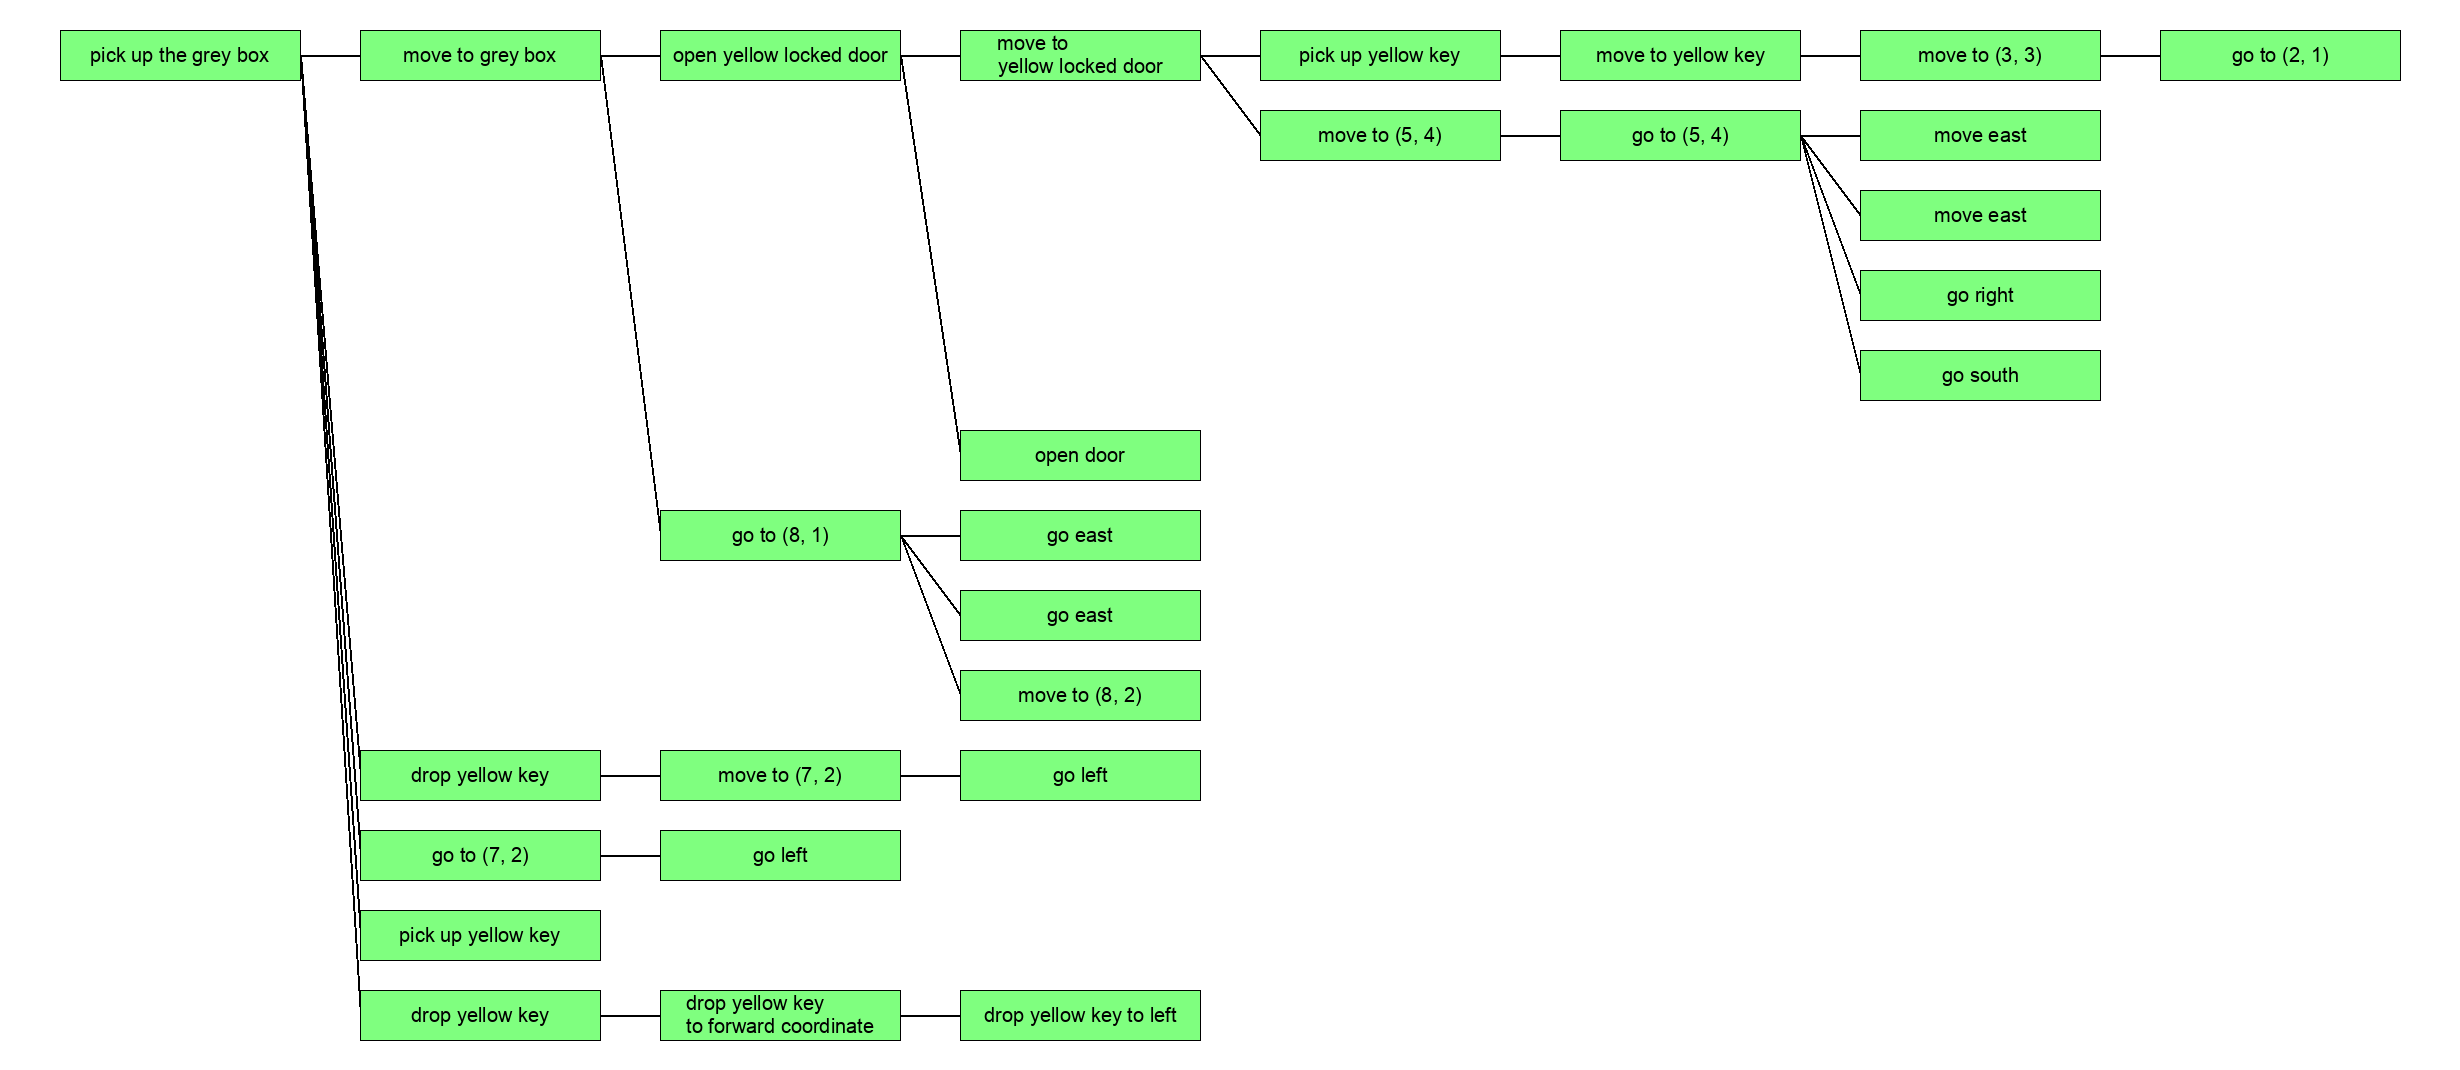 pick up the grey box
move to grey box
open yellow locked door
move to
yellow locked door
pick up yellow key
move to yellow key
move to (3, 3)
go to (2, 1)
move to (5, 4)
go to (5, 4)
move east
move east
go right
go south
open door
go to (8, 1)
go east
go east
move to (8, 2)
drop yellow key
move to (7, 2)
go left
go to (7, 2)
go left
pick up yellow key
drop yellow key
drop yellow key
to forward coordinate
drop yellow key to left